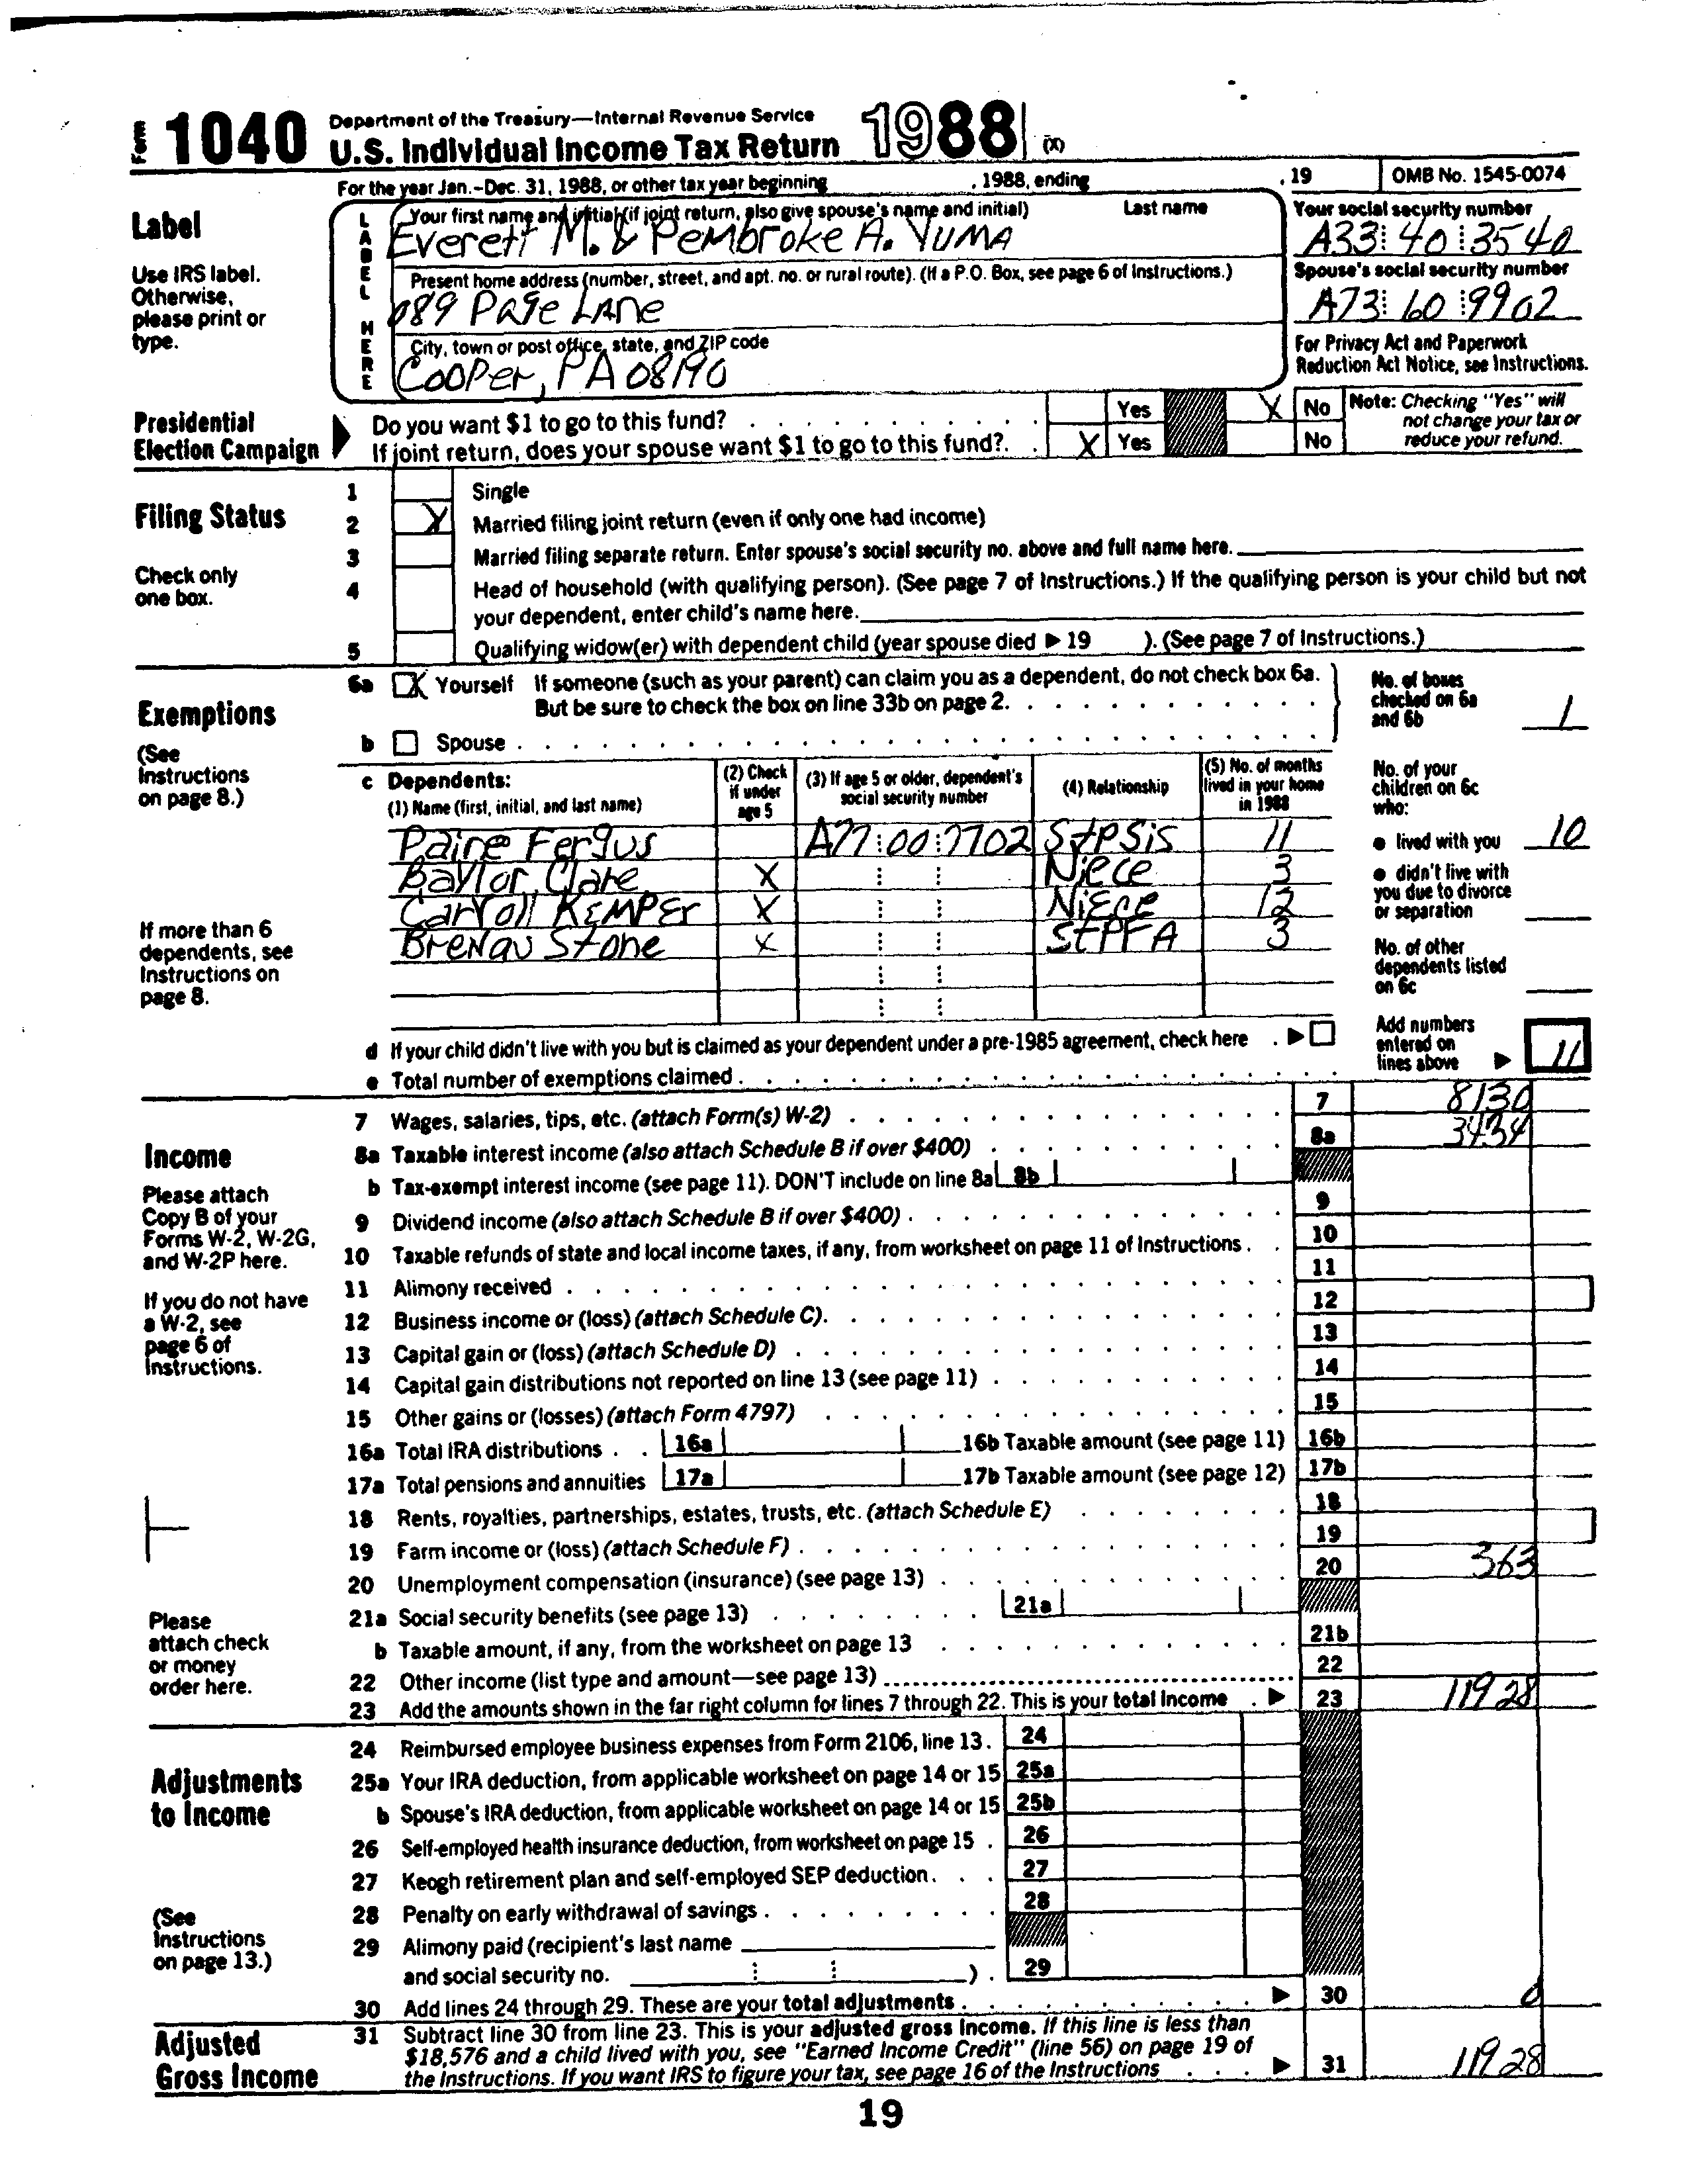 Form 1040 Department of the Treasury—Internal Revenue Service
U.S. Individual Income Tax Return 1988 (X)
For the year Jan.-Dec. 31, 1988, or other tax year beginning , 1988, ending , 19 OMB No. 1545-0074
Label
Use IRS label.
Otherwise,
please print or
type.
LABEL HERE
Your first name and initial (if joint return, also give spouse's name and initial) Last name
Everett M. & Pembroke A. YUMA
Your social security number
A33 40 3540
Present home address (number, street, and apt. no. or rural route). (If a P.O. Box, see page 6 of Instructions.)
089 Page Lane
Spouse's social security number
A73 60 9902
City, town or post office, state, and ZIP code
Cooper, PA 08190
For Privacy Act and Paperwork
Reduction Act Notice, see Instructions.
Presidential
Election Campaign
Do you want $1 to go to this fund? Yes X No
If joint return, does your spouse want $1 to go to this fund? X Yes No
Note: Checking "Yes" will
not change your tax or
reduce your refund.
Filing Status
Check only
one box.
1 Single
2 X Married filing joint return (even if only one had income)
3 Married filing separate return. Enter spouse's social security no. above and full name here.
4 Head of household (with qualifying person). (See page 7 of Instructions.) If the qualifying person is your child but not
your dependent, enter child's name here.
5 Qualifying widow(er) with dependent child (year spouse died ▶ 19 ). (See page 7 of Instructions.)
Exemptions
(See
Instructions
on page 8.)
If more than 6
dependents, see
Instructions on
page 8.
6a X Yourself If someone (such as your parent) can claim you as a dependent, do not check box 6a.
But be sure to check the box on line 33b on page 2.
b Spouse
No. of boxes
checked on 6a
and 6b 1
c Dependents:
(1) Name (first, initial, and last name)
(2) Check
if under
age 5
(3) If age 5 or older, dependent's
social security number
(4) Relationship
(5) No. of months
lived in your home
in 1988
Paine Fergus A77 00 7702 StpSis 11
Baylor Clare X Niece 3
Carroll KEMPEr X NiECe 12
Brenau Stone X StPFA 3
No. of your
children on 6c
who:
● lived with you 10
● didn't live with
you due to divorce
or separation
No. of other
dependents listed
on 6c
d If your child didn't live with you but is claimed as your dependent under a pre-1985 agreement, check here ▶
e Total number of exemptions claimed
Add numbers
entered on
lines above ▶ 11
Income
Please attach
Copy B of your
Forms W-2, W-2G,
and W-2P here.
If you do not have
a W-2, see
page 6 of
Instructions.
Please
attach check
or money
order here.
7 Wages, salaries, tips, etc. (attach Form(s) W-2) 7 8130
8a Taxable interest income (also attach Schedule B if over $400) 8a 3434
b Tax-exempt interest income (see page 11). DON'T include on line 8a 8b
9 Dividend income (also attach Schedule B if over $400) 9
10 Taxable refunds of state and local income taxes, if any, from worksheet on page 11 of Instructions 10
11 Alimony received 11
12 Business income or (loss) (attach Schedule C) 12
13 Capital gain or (loss) (attach Schedule D) 13
14 Capital gain distributions not reported on line 13 (see page 11) 14
15 Other gains or (losses) (attach Form 4797) 15
16a Total IRA distributions 16a 16b Taxable amount (see page 11) 16b
17a Total pensions and annuities 17a 17b Taxable amount (see page 12) 17b
18 Rents, royalties, partnerships, estates, trusts, etc. (attach Schedule E) 18
19 Farm income or (loss) (attach Schedule F) 19
20 Unemployment compensation (insurance) (see page 13) 20 363
21a Social security benefits (see page 13) 21a
b Taxable amount, if any, from the worksheet on page 13 21b
22 Other income (list type and amount—see page 13) 22
23 Add the amounts shown in the far right column for lines 7 through 22. This is your total income ▶ 23 11928
Adjustments
to Income
(See
Instructions
on page 13.)
24 Reimbursed employee business expenses from Form 2106, line 13. 24
25a Your IRA deduction, from applicable worksheet on page 14 or 15 25a
b Spouse's IRA deduction, from applicable worksheet on page 14 or 15 25b
26 Self-employed health insurance deduction, from worksheet on page 15 26
27 Keogh retirement plan and self-employed SEP deduction 27
28 Penalty on early withdrawal of savings 28
29 Alimony paid (recipient's last name
and social security no. ) 29
30 Add lines 24 through 29. These are your total adjustments ▶ 30 0
Adjusted
Gross Income
31 Subtract line 30 from line 23. This is your adjusted gross income. If this line is less than
$18,576 and a child lived with you, see "Earned Income Credit" (line 56) on page 19 of
the Instructions. If you want IRS to figure your tax, see page 16 of the Instructions ▶ 31 11928
19